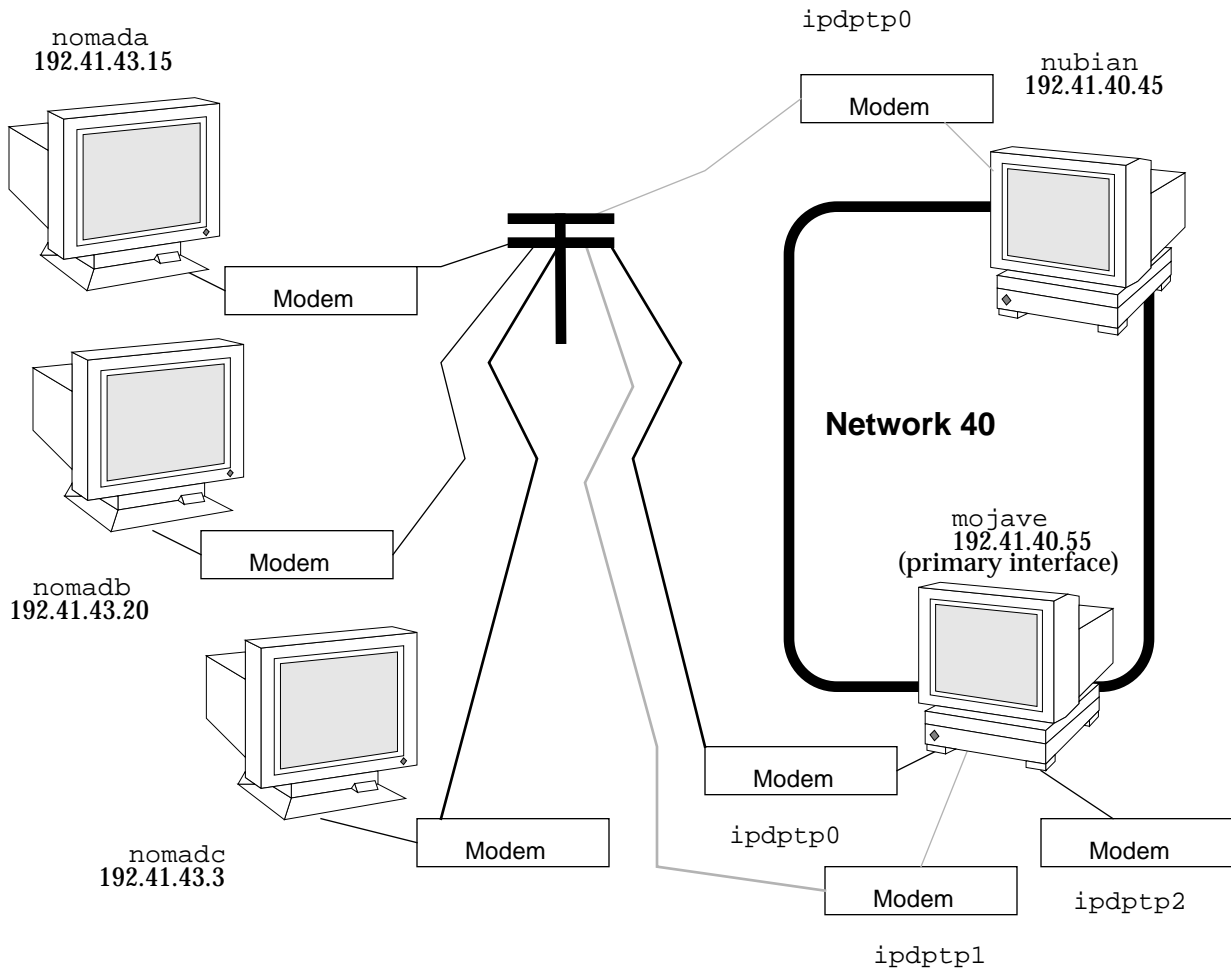 ipdptp0
nomada
192.41.43.15
nubian
192.41.40.45
Modem
Modem
Network 40
mojave
192.41.40.55
(primary interface)
Modem
nomadb
192.41.43.20
Modem
ipdptp0
Modem
Modem
nomadc
192.41.43.3
Modem
ipdptp2
ipdptp1